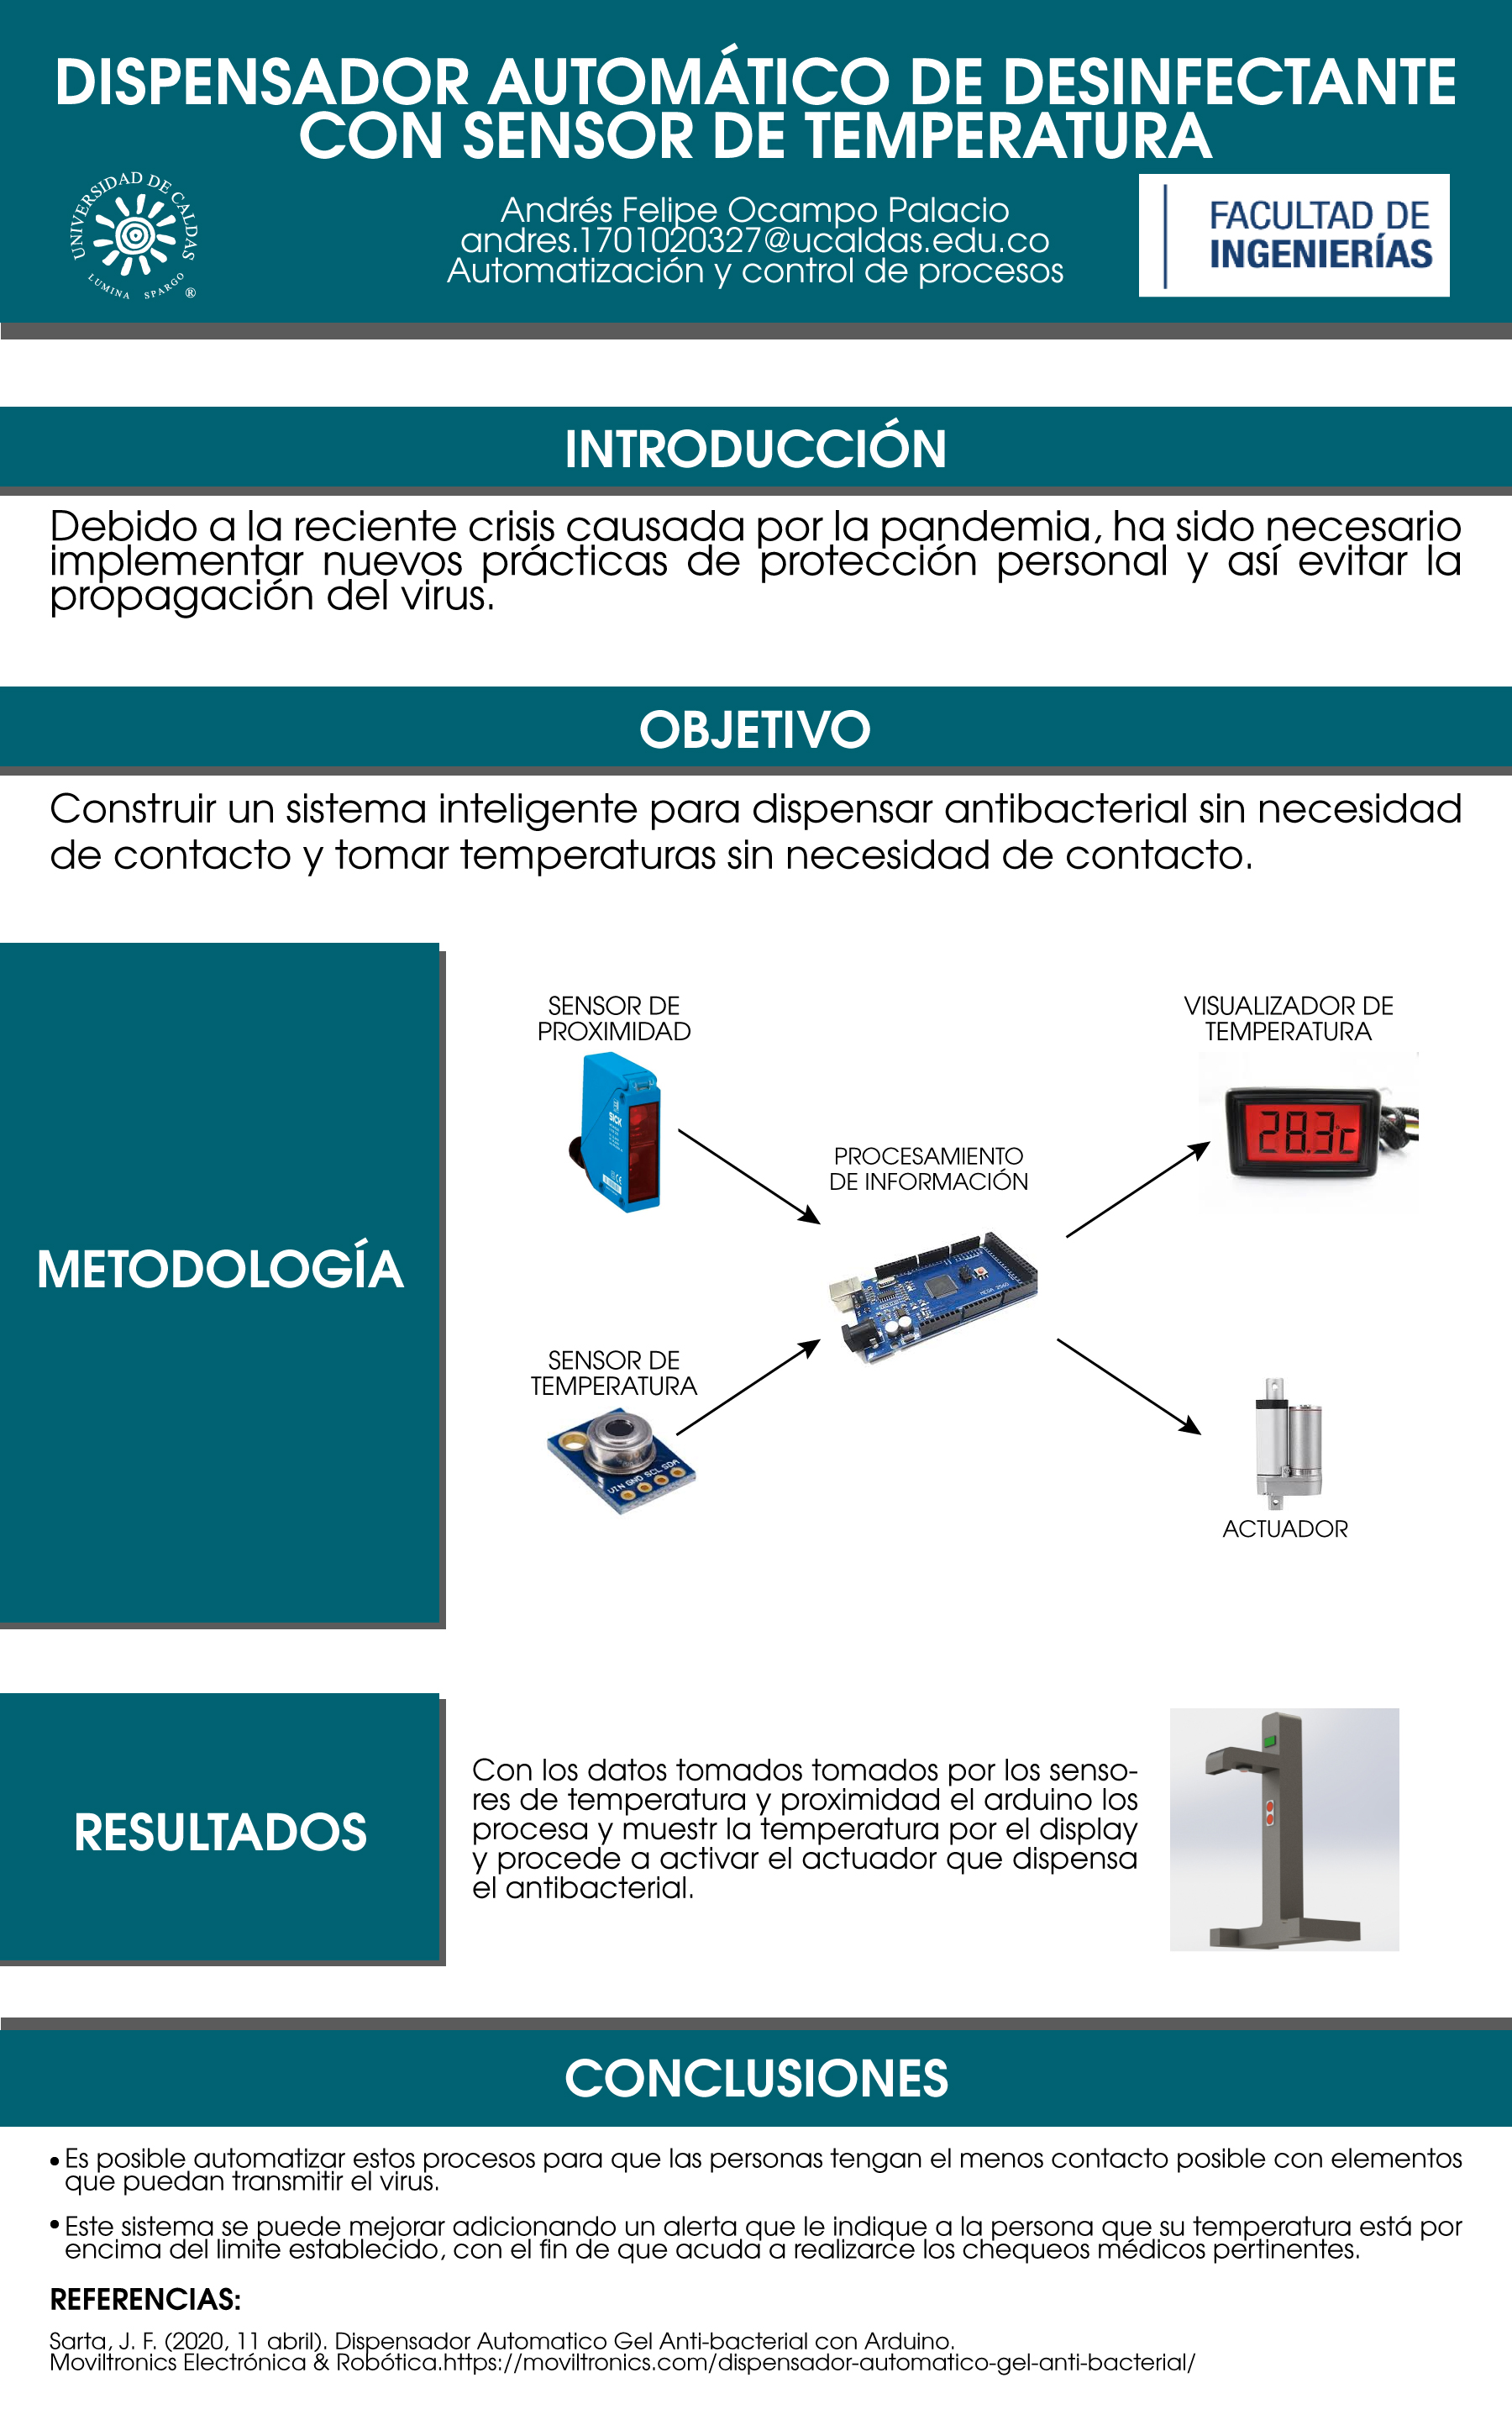 DISPENSADOR AUTOMÁTICO DE DESINFECTANTE
CON SENSOR DE TEMPERATURA
UNIVERSIDAD DE CALDAS
LUMINA SPARGO
®
Andrés Felipe Ocampo Palacio
andres.1701020327@ucaldas.edu.co
Automatización y control de procesos
FACULTAD DE
INGENIERÍAS
INTRODUCCIÓN
Debido a la reciente crisis causada por la pandemia, ha sido necesario
implementar nuevos prácticas de protección personal y así evitar la
propagación del virus.
OBJETIVO
Construir un sistema inteligente para dispensar antibacterial sin necesidad
de contacto y tomar temperaturas sin necesidad de contacto.
METODOLOGÍA
SENSOR DE
PROXIMIDAD
SICK
VISUALIZADOR DE
TEMPERATURA
28.3°C
PROCESAMIENTO
DE INFORMACIÓN
MEGA 2560
SENSOR DE
TEMPERATURA
VIN GND SCL SDA
ACTUADOR
RESULTADOS
Con los datos tomados tomados por los senso-
res de temperatura y proximidad el arduino los
procesa y muestr la temperatura por el display
y procede a activar el actuador que dispensa
el antibacterial.
CONCLUSIONES
• Es posible automatizar estos procesos para que las personas tengan el menos contacto posible con elementos
que puedan transmitir el virus.
• Este sistema se puede mejorar adicionando un alerta que le indique a la persona que su temperatura está por
encima del limite establecido, con el fin de que acuda a realizarce los chequeos médicos pertinentes.
REFERENCIAS:
Sarta, J. F. (2020, 11 abril). Dispensador Automatico Gel Anti-bacterial con Arduino.
Moviltronics Electrónica & Robótica.https://moviltronics.com/dispensador-automatico-gel-anti-bacterial/